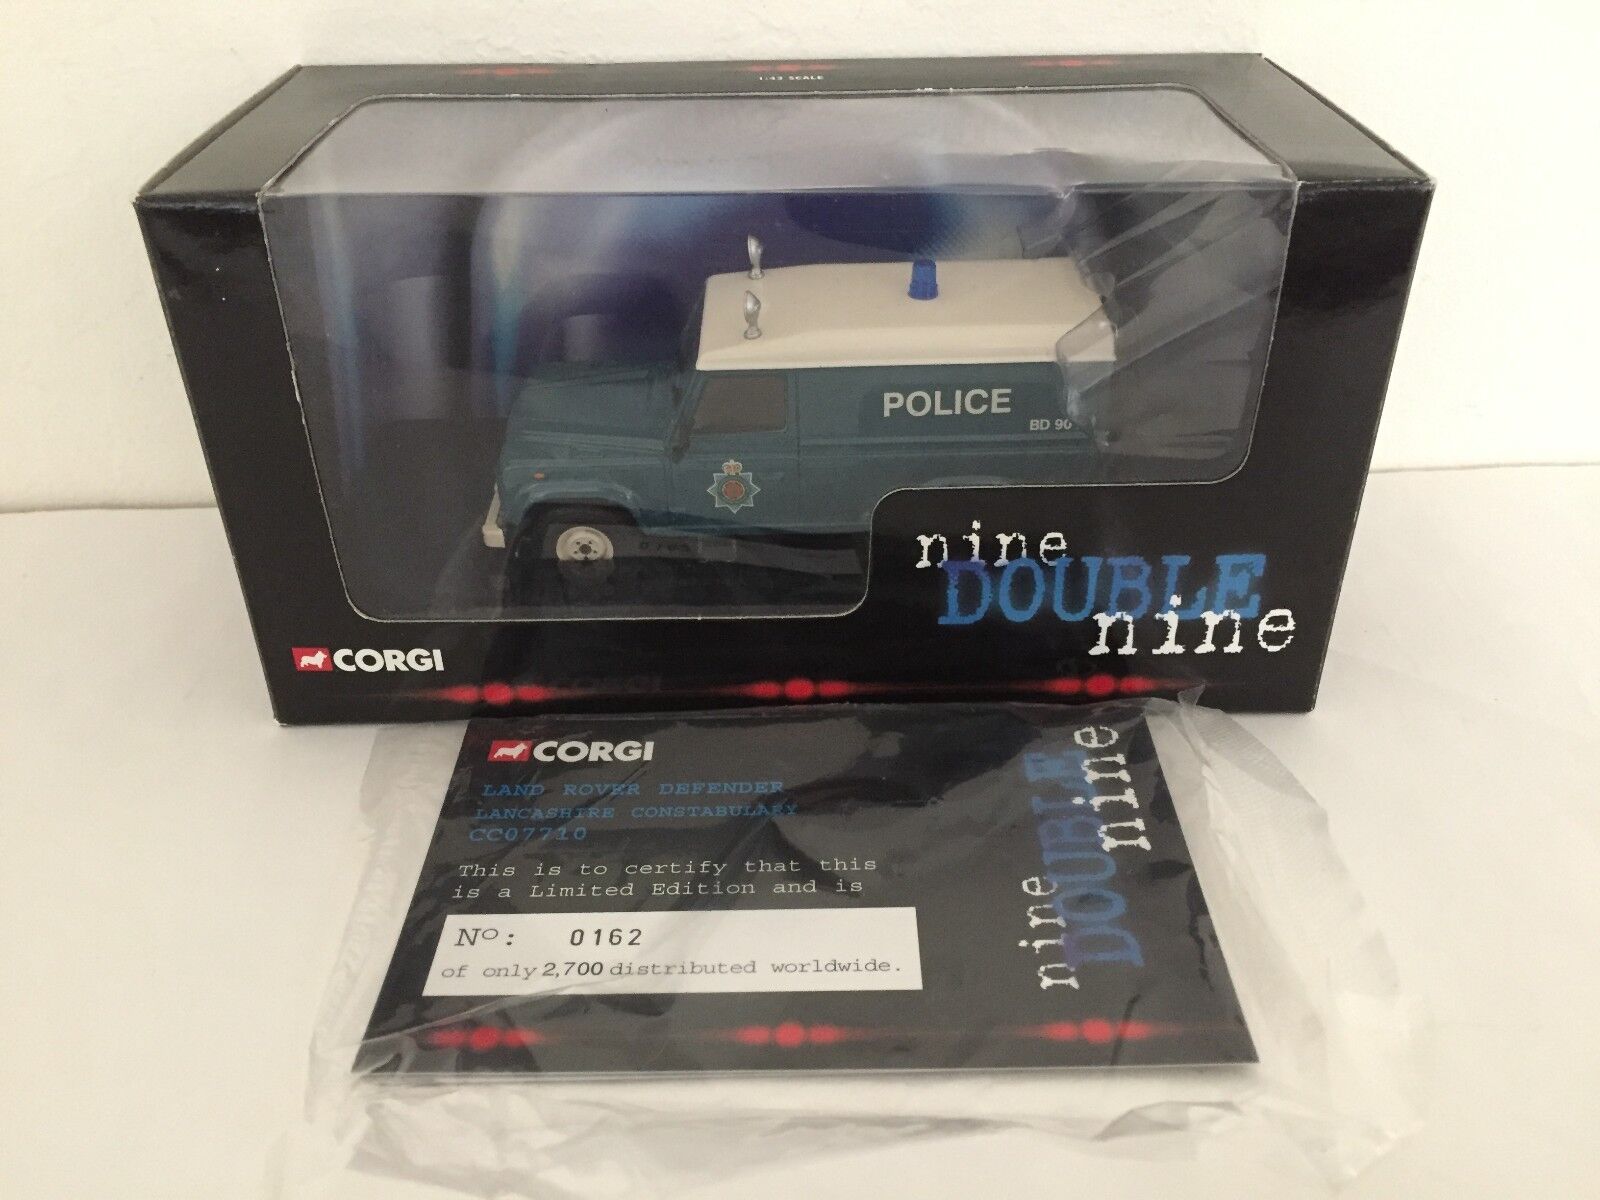 1:43 SCALE
POLICE
BD 90
nine
DOUBLE
nine
CORGI
CORGI
LAND ROVER DEFENDER
LANCASHIRE CONSTABULARY
CC07710
This is to certify that this
is a Limited Edition and is
No: 0162
of only 2,700 distributed worldwide.
nine
DOUBLE
nine